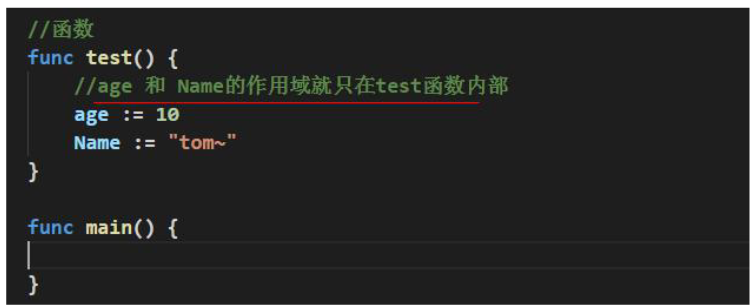 //函数
func test() {
//age 和 Name的作用域就只在test函数内部
age := 10
Name := "tom~"
}
func main() {
}